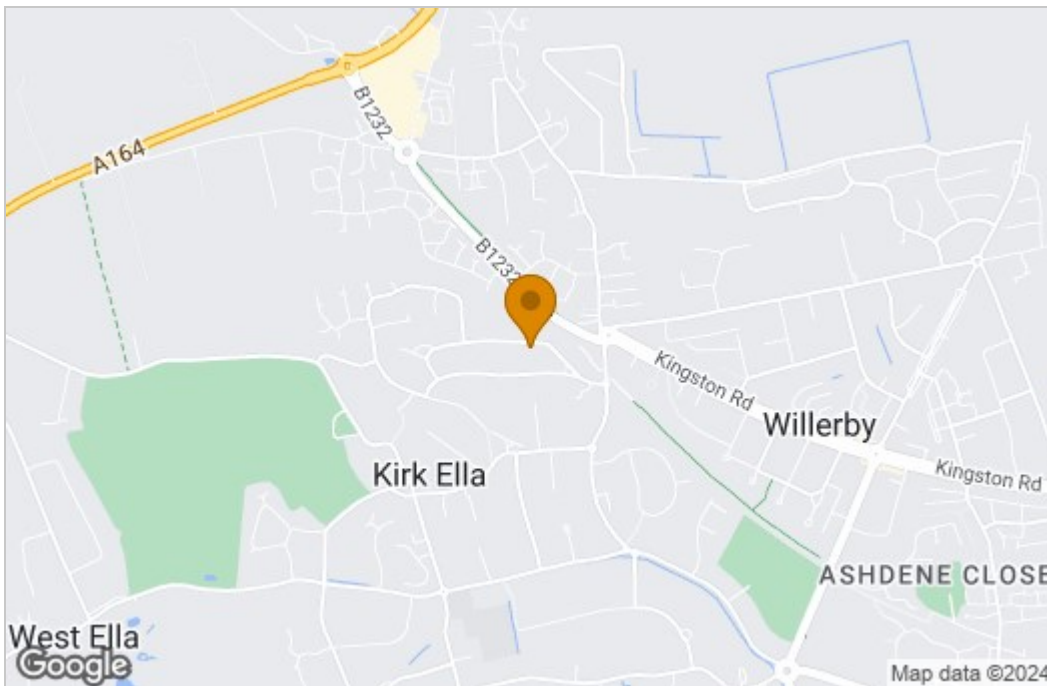 B1232
A164
B1232
Kingston Rd
Willerby
Kirk Ella
Kingston Rd
ASHDENE CLOSE
West Ella
Google
Map data ©2024